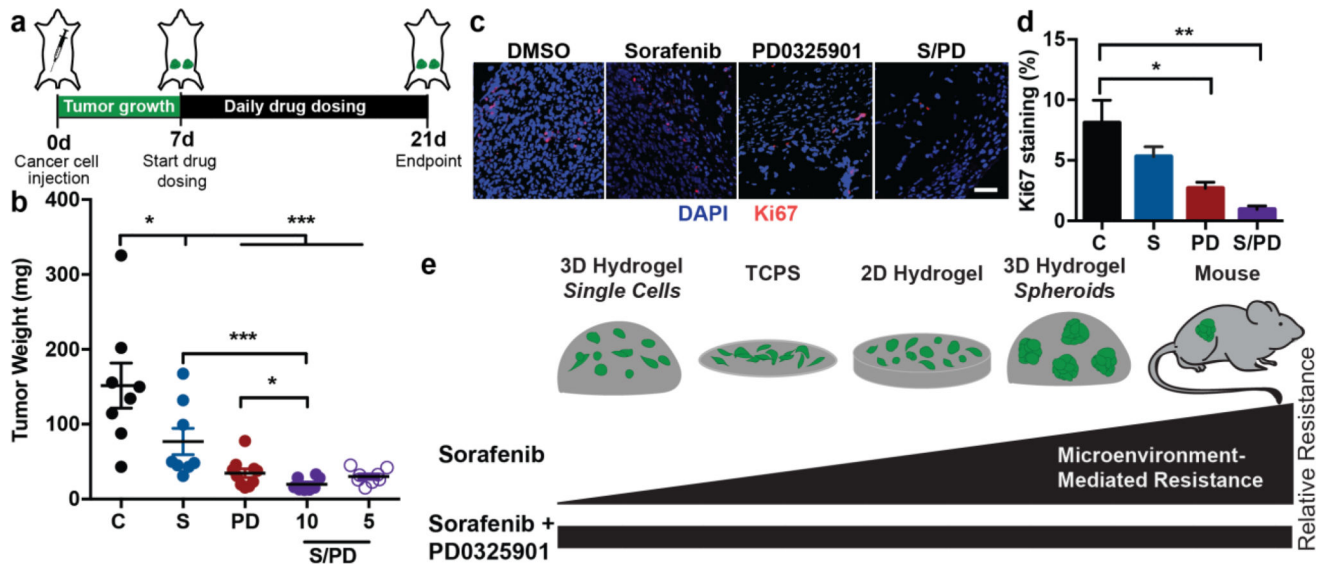 a
Tumor growth
Daily drug dosing
0d
Cancer cell
injection
7d
Start drug
dosing
21d
Endpoint
b
Tumor Weight (mg)
400
300
200
100
0
*
***
***
*
C
S
PD
10
5
S/PD
c
DMSO
Sorafenib
PD0325901
S/PD
DAPI
Ki67
d
Ki67 staining (%)
15
10
5
0
**
*
C
S
PD
S/PD
e
3D Hydrogel
Single Cells
TCPS
2D Hydrogel
3D Hydrogel
Spheroids
Mouse
Sorafenib
Microenvironment-
Mediated Resistance
Sorafenib +
PD0325901
Relative Resistance